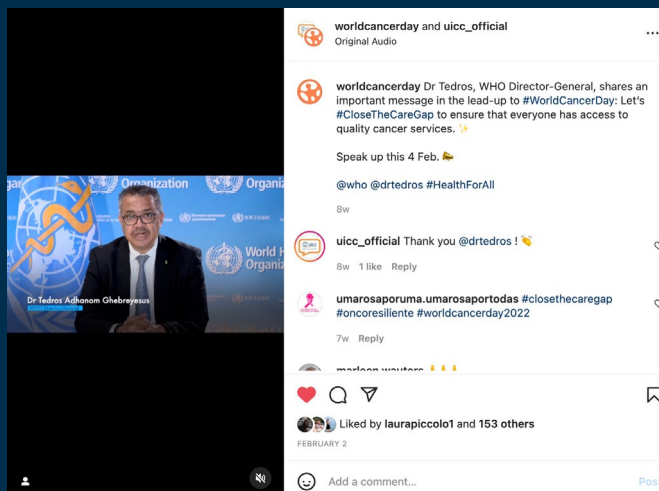 worldcancerday and uicc_official
Original Audio
worldcancerday Dr Tedros, WHO Director-General, shares an
important message in the lead-up to #WorldCancerDay: Let's
#CloseTheCareGap to ensure that everyone has access to
quality cancer services. ✨
Speak up this 4 Feb.
@who @drtedros #HealthForAll
8w
uicc_official Thank you @drtedros ! 👏
8w 1 like Reply
umarosaporuma.umarosaportodas #closethecaregap
#oncoresiliente #worldcancerday2022
7w Reply
Liked by laurapiccolo1 and 153 others
FEBRUARY 2
Add a comment...
Pos
Organization
Organiz
World H
Organiz
Dr Tedros Adhanom Ghebreyesus